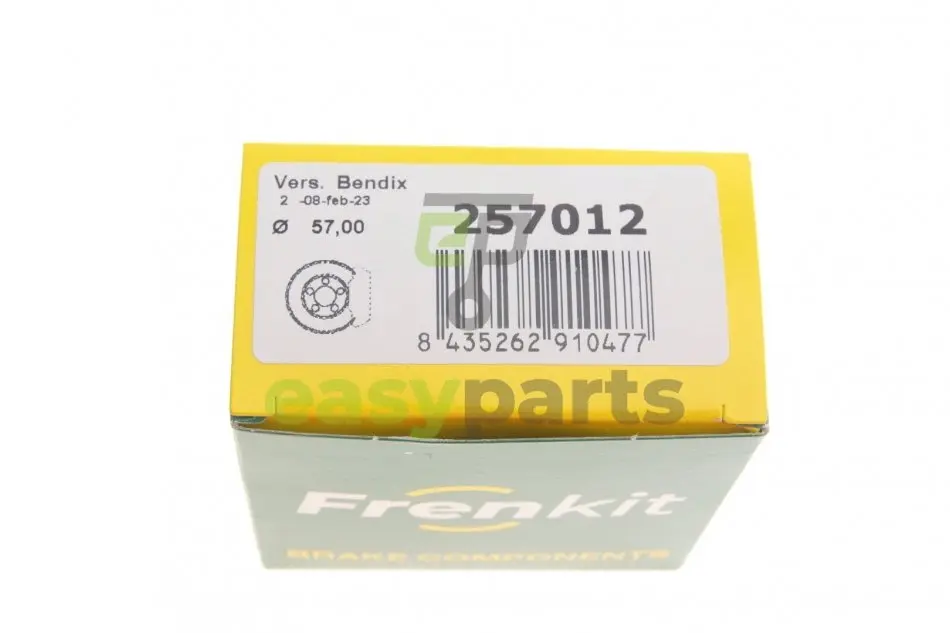 Vers. Bendix
2 -08-feb-23
Ø 57,00
257012
8 435262 910477
easyparts
Frenkit
BRAKE COMPONENTS